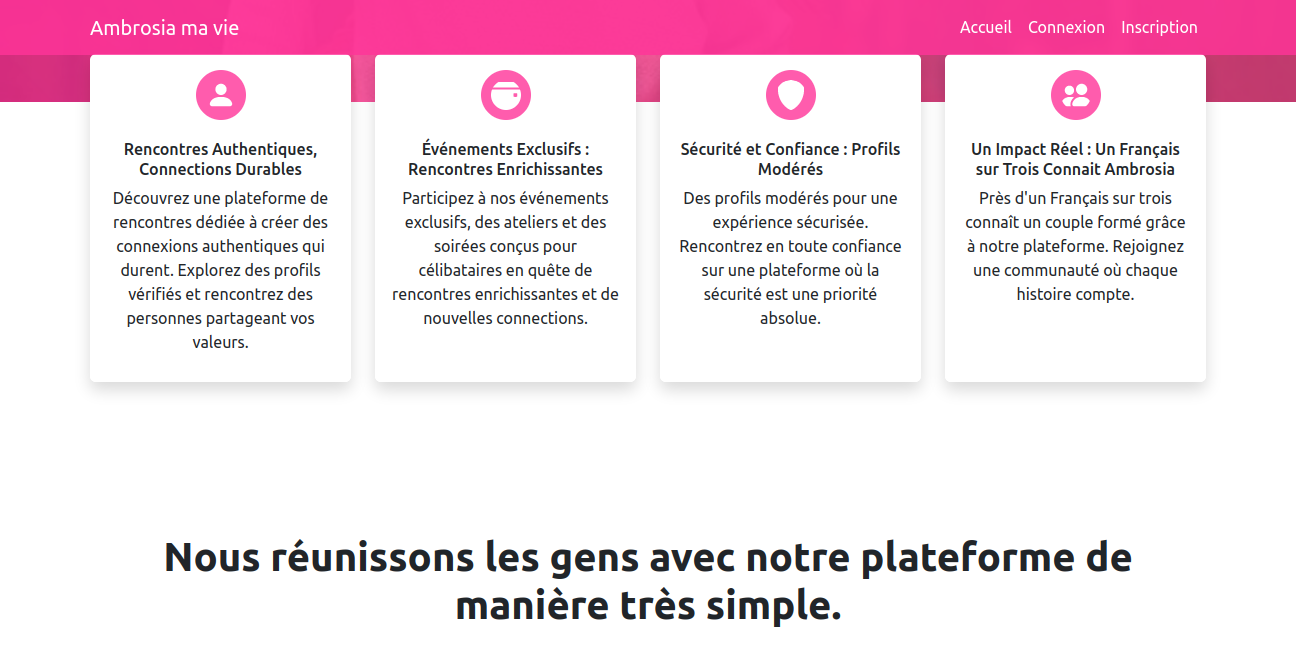 Ambrosia ma vie
Accueil Connexion Inscription
Rencontres Authentiques,
Connections Durables
Découvrez une plateforme de
rencontres dédiée à créer des
connexions authentiques qui
durent. Explorez des profils
vérifiés et rencontrez des
personnes partageant vos
valeurs.
Événements Exclusifs :
Rencontres Enrichissantes
Participez à nos événements
exclusifs, des ateliers et des
soirées conçus pour
célibataires en quête de
rencontres enrichissantes et de
nouvelles connections.
Sécurité et Confiance : Profils
Modérés
Des profils modérés pour une
expérience sécurisée.
Rencontrez en toute confiance
sur une plateforme où la
sécurité est une priorité
absolue.
Un Impact Réel : Un Français
sur Trois Connait Ambrosia
Près d'un Français sur trois
connaît un couple formé grâce
à notre plateforme. Rejoignez
une communauté où chaque
histoire compte.
Nous réunissons les gens avec notre plateforme de
manière très simple.